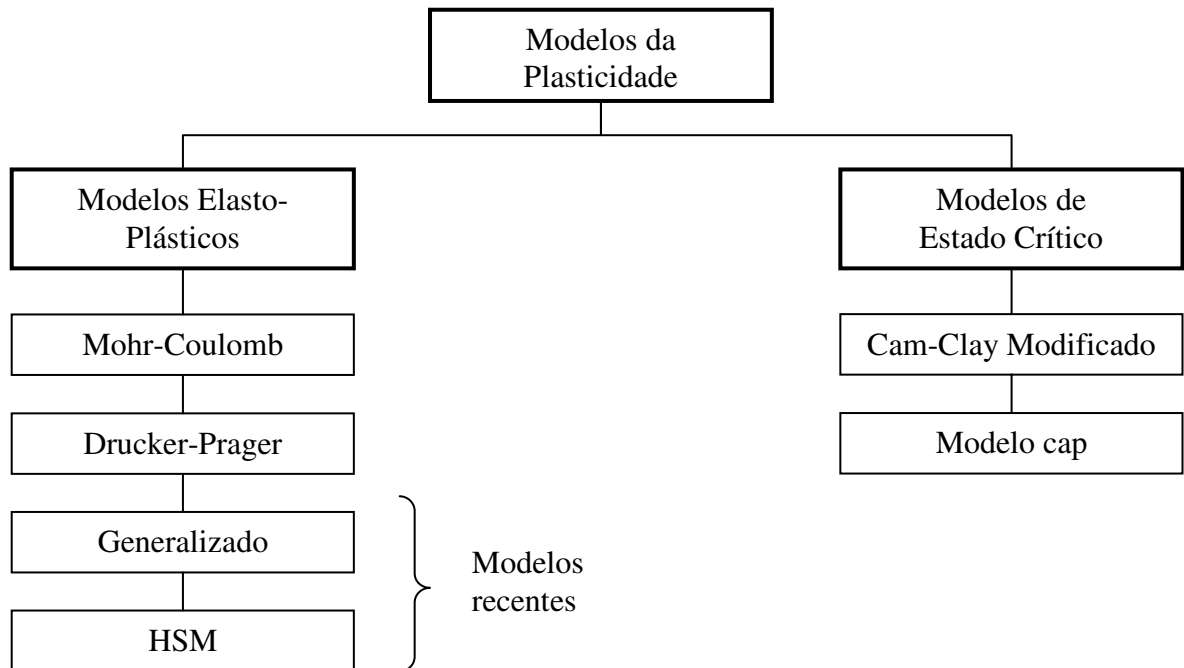 Modelos da
Plasticidade
Modelos Elasto-
Plásticos
Modelos de
Estado Crítico
Mohr-Coulomb
Cam-Clay Modificado
Drucker-Prager
Modelo cap
Generalizado
Modelos
recentes
HSM